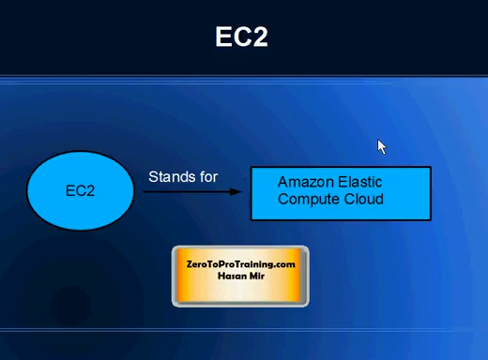 EC2
EC2
Stands for
Amazon Elastic
Compute Cloud
ZeroToProTraining.com
Hasan Mir